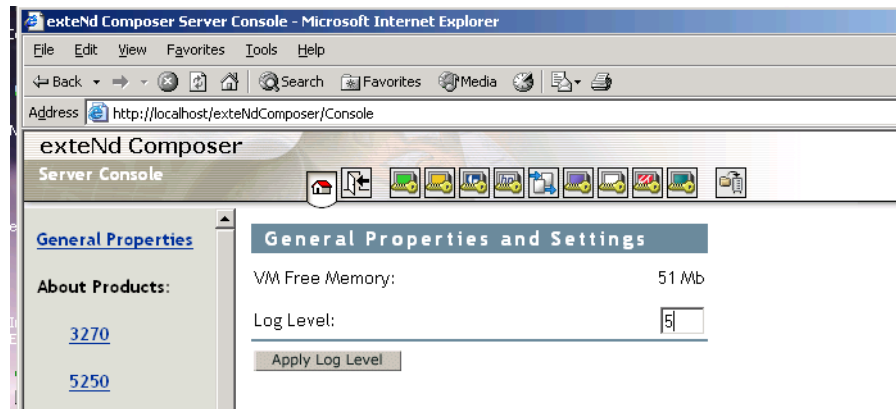 exteNd Composer Server Console - Microsoft Internet Explorer
File Edit View Favorites Tools Help
Back Search Favorites Media
Address http://localhost/exteNdComposer/Console
exteNd Composer
Server Console
General Properties
About Products:
3270
5250
General Properties and Settings
VM Free Memory: 51 Mb
Log Level: 5
Apply Log Level